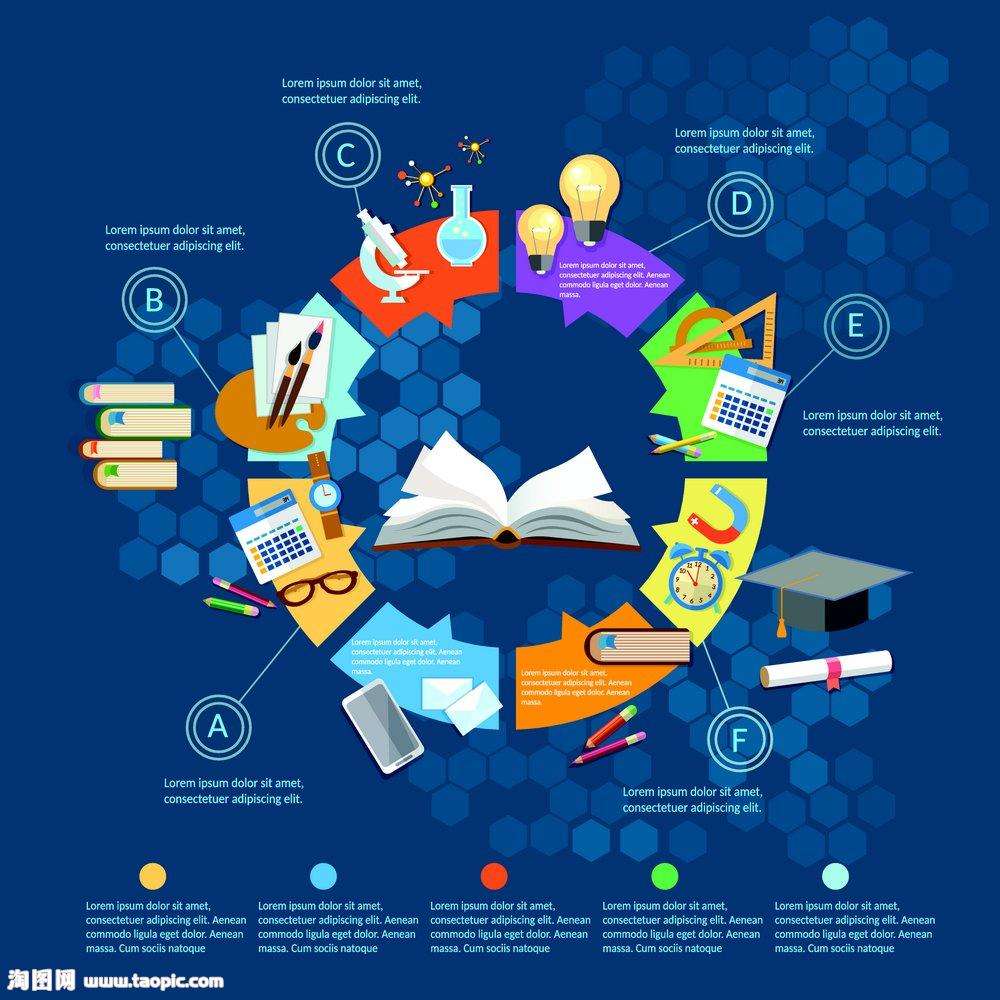 Lorem ipsum dolor sit amet,
consectetuer adipiscing elit.
C
Lorem ipsum dolor sit amet,
consectetuer adipiscing elit.
D
Lorem ipsum dolor sit amet,
consectetuer adipiscing elit.
B
Lorem ipsum dolor sit amet,
consectetuer adipiscing elit. Aenean
commodo ligula eget dolor. Aenean
massa.
E
Lorem ipsum dolor sit amet,
consectetuer adipiscing elit.
Lorem ipsum dolor sit amet,
consectetuer adipiscing elit. Aenean
commodo ligula eget dolor. Aenean
massa.
Lorem ipsum dolor sit amet,
consectetuer adipiscing elit. Aenean
commodo ligula eget dolor. Aenean
massa.
A
Lorem ipsum dolor sit amet,
consectetuer adipiscing elit.
F
Lorem ipsum dolor sit amet,
consectetuer adipiscing elit.
Lorem ipsum dolor sit amet,
consectetuer adipiscing
elit. Aenean commodo ligula eget dolor. Aenean
massa. Cum sociis natoque
Lorem ipsum dolor sit amet,
consectetuer adipiscing elit. Aenean
commodo ligula eget dolor. Aenean
massa. Cum sociis natoque
Lorem ipsum dolor sit amet,
consectetuer adipiscing elit. Aenean
commodo ligula eget dolor. Aenean
massa. Cum sociis natoque
Lorem ipsum dolor sit amet,
consectetuer adipiscing elit. Aenean
commodo ligula eget dolor. Aenean
massa. Cum sociis natoque
Lorem ipsum dolor sit amet,
consectetuer adipiscing elit. Aenean
commodo ligula eget dolor. Aenean
massa. Cum sociis natoque
淘图网 www.taopic.com